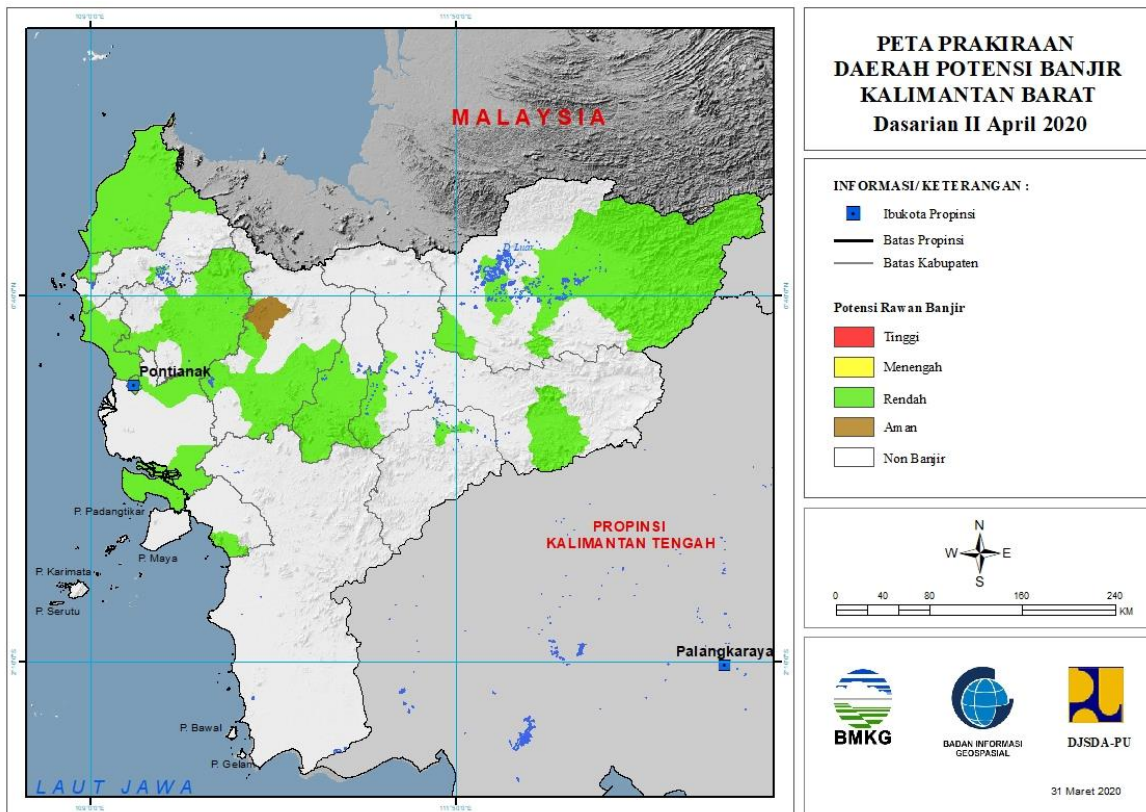 PETA PRAKIRAAN
DAERAH POTENSI BANJIR
KALIMANTAN BARAT
Dasarian II April 2020
INFORMASI/ KETERANGAN :
Ibukota Propinsi
Batas Propinsi
Batas Kabupaten
Potensi Rawan Banjir
Tinggi
Menengah
Rendah
Aman
Non Banjir
N
W E
S
0 40 80 160 240
KM
BMKG
BADAN INFORMASI
GEOSPASIAL
DJSDA-PU
31 Maret 2020
MALAYSIA
D. Luar
Pontianak
P. Padangtikar
P. Maya
P. Karimata
P. Serutu
PROPINSI
KALIMANTAN TENGAH
Palangkaraya
P. Bawal
P. Gelam
LAUT JAWA